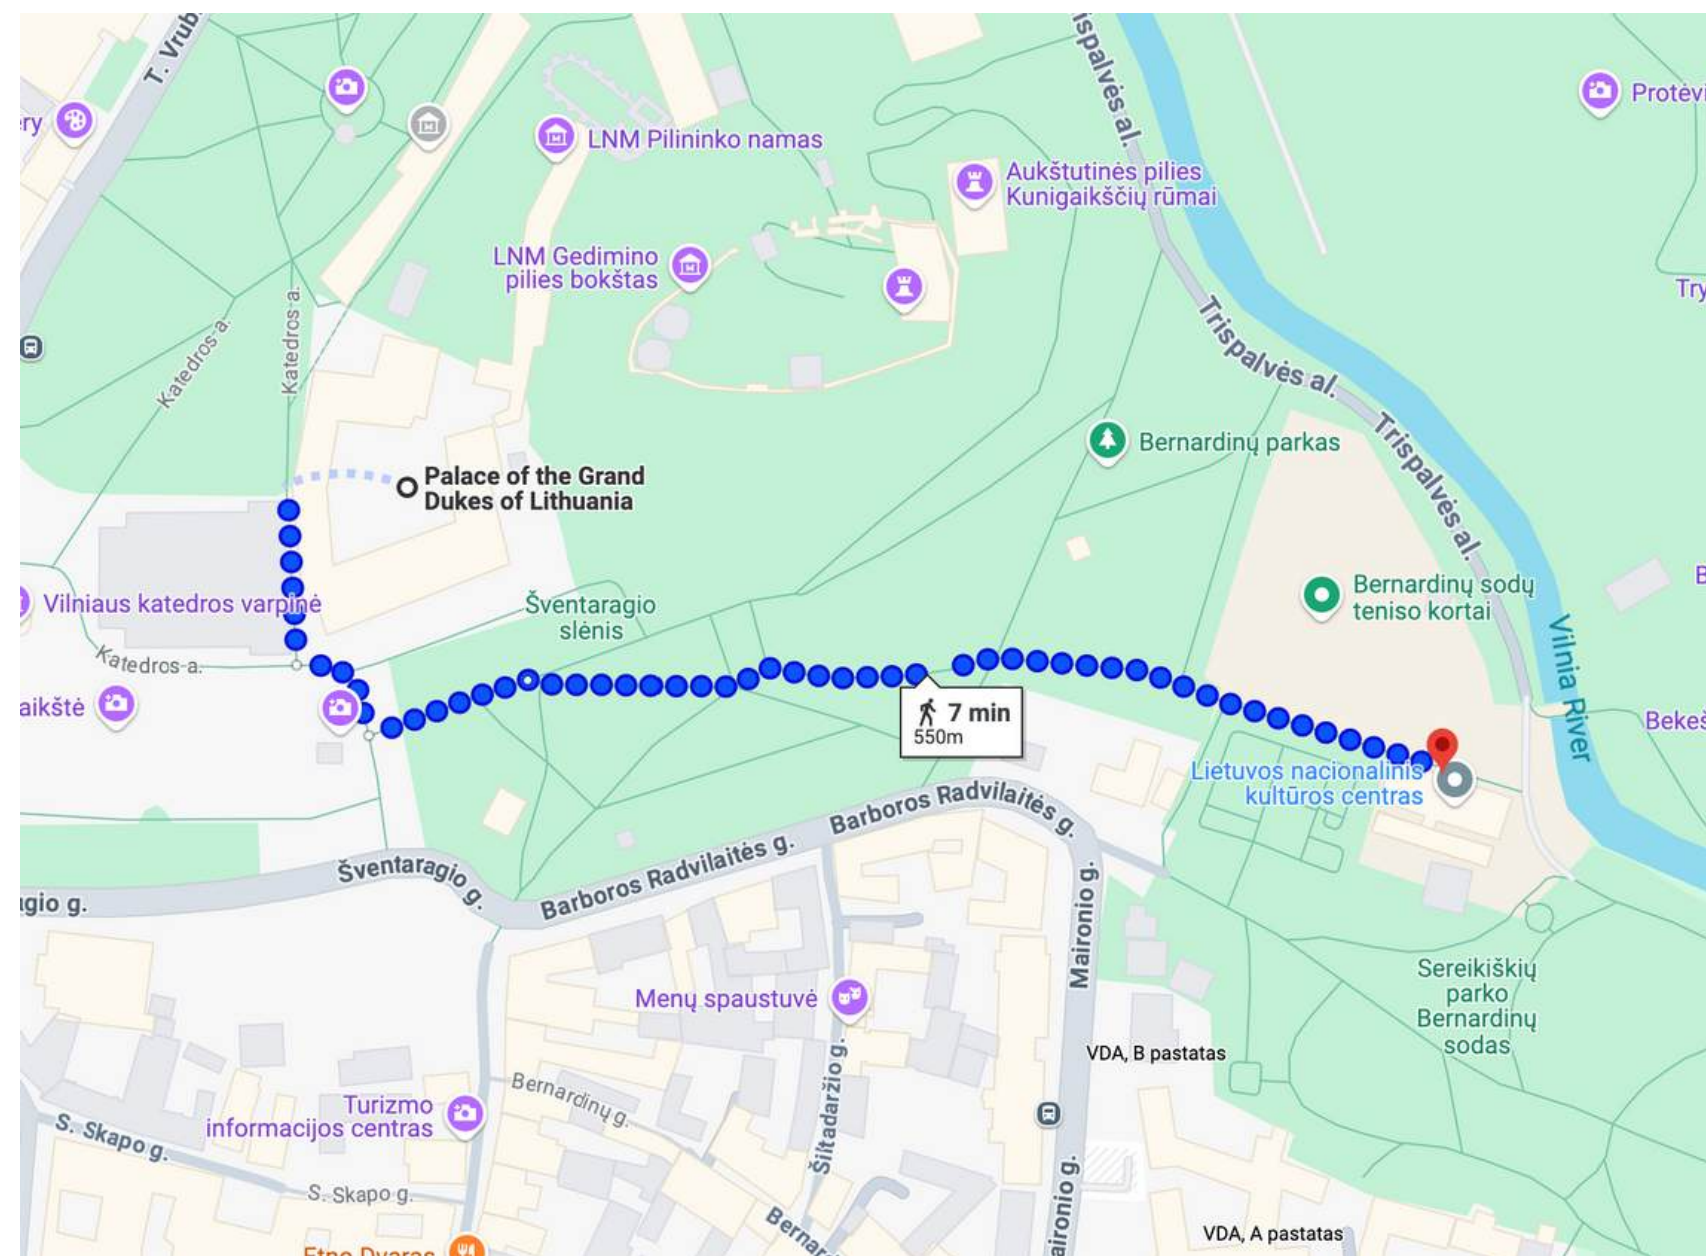 T. Vrub
ry
LNM Pilininko namas
Trispalvės al.
Protėvi
Aukštutinės pilies
Kunigaikščių rūmai
LNM Gedimino
pilies bokštas
Try
Katedros a.
Katedros a.
Trispalvės al.
Trispalvės al.
Bernardinų parkas
Palace of the Grand
Dukes of Lithuania
Bernardinų sodų
teniso kortai
B
Vilniaus katedros varpinė
Šventaragio
slėnis
Katedros a.
Vilnia River
aikštė
7 min
550m
Bekeš
Lietuvos nacionalinis
kultūros centras
Barboros Radvilaitės g.
Šventaragio g.
Barboros Radvilaitės g.
gio g.
Maironio g.
Sereikiškių
parko
Bernardinų
sodas
Menų spaustuvė
VDA, B pastatas
Bernardinų g.
Šiltadaržio g.
Turizmo
informacijos centras
S. Skapo g.
S. Skapo g.
Maironio g.
Bernar
VDA, A pastatas
Etno Dvaras